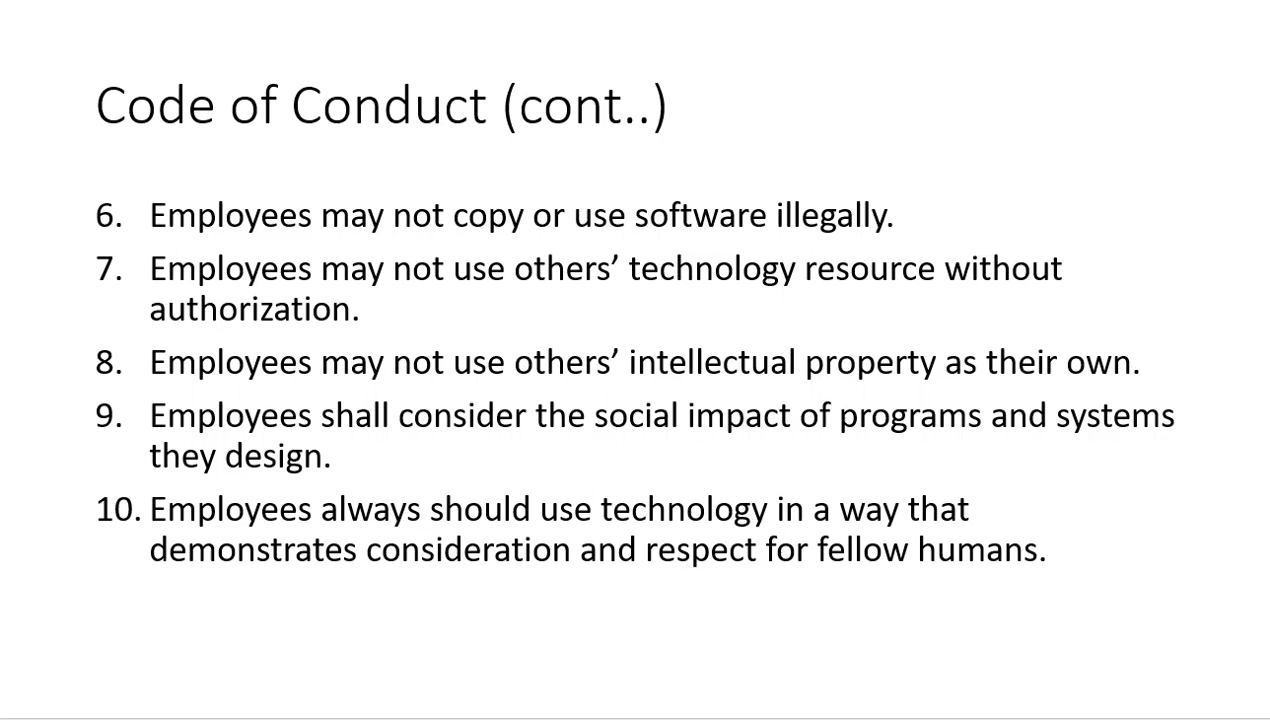 Code of Conduct (cont..)
6. Employees may not copy or use software illegally.
7. Employees may not use others’ technology resource without
authorization.
8. Employees may not use others’ intellectual property as their own.
9. Employees shall consider the social impact of programs and systems
they design.
10. Employees always should use technology in a way that
demonstrates consideration and respect for fellow humans.